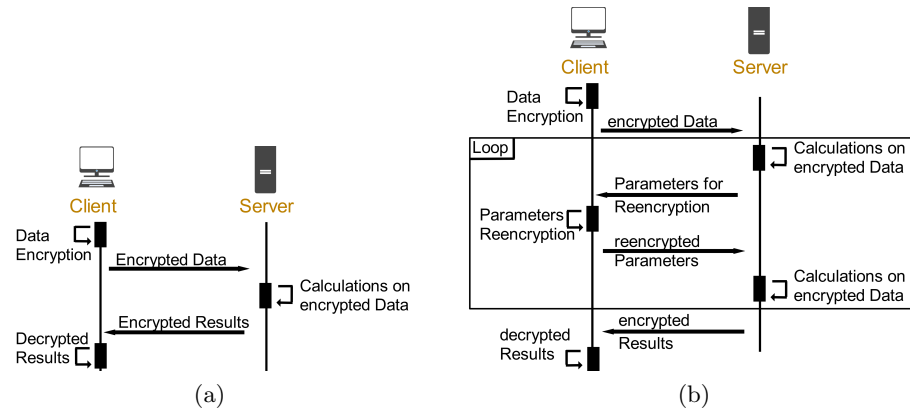 Client
Server
Data
Encryption
Encrypted Data
Calculations on
encrypted Data
Encrypted Results
Decrypted
Results
(a)
Client
Server
Data
Encryption
encrypted Data
Loop
Calculations on
encrypted Data
Parameters for
Reencryption
Parameters
Reencryption
reencrypted
Parameters
Calculations on
encrypted Data
encrypted
Results
decrypted
Results
(b)